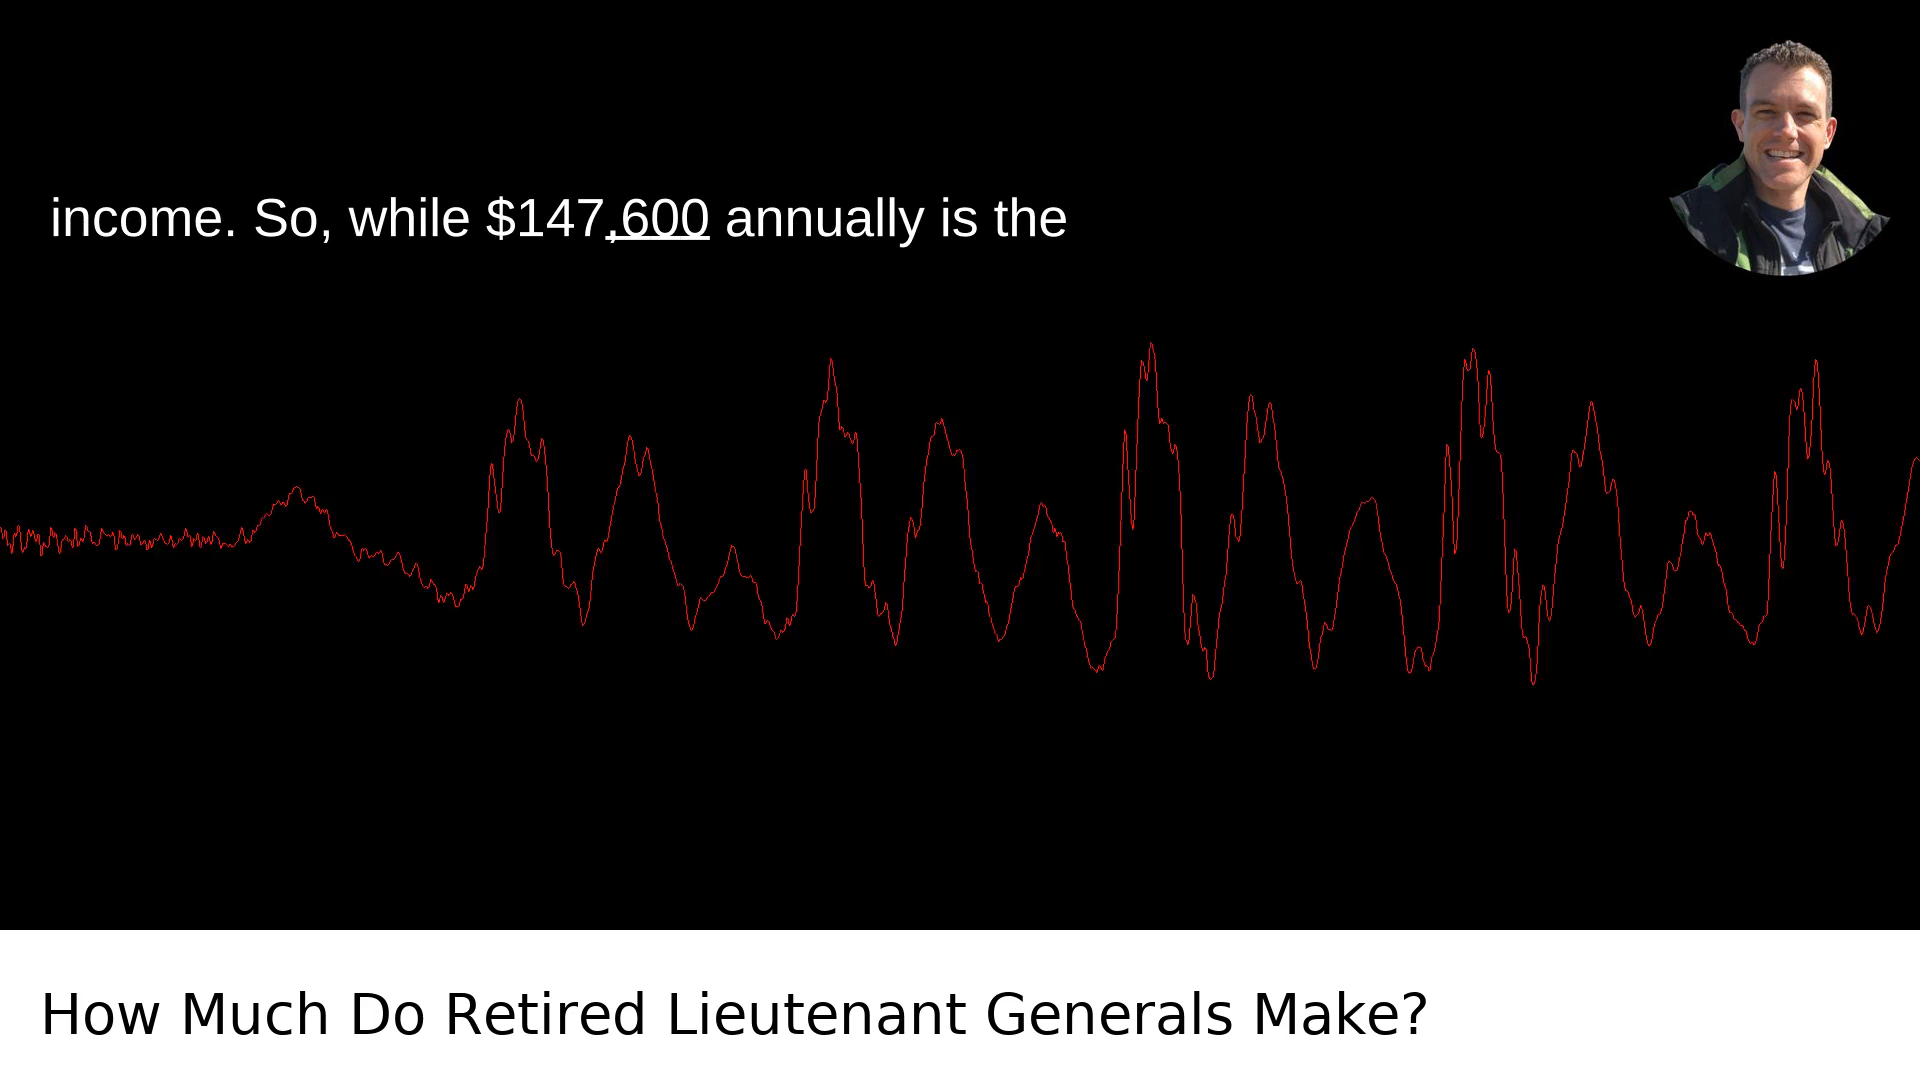 income. So, while $147,600 annually is the
How Much Do Retired Lieutenant Generals Make?